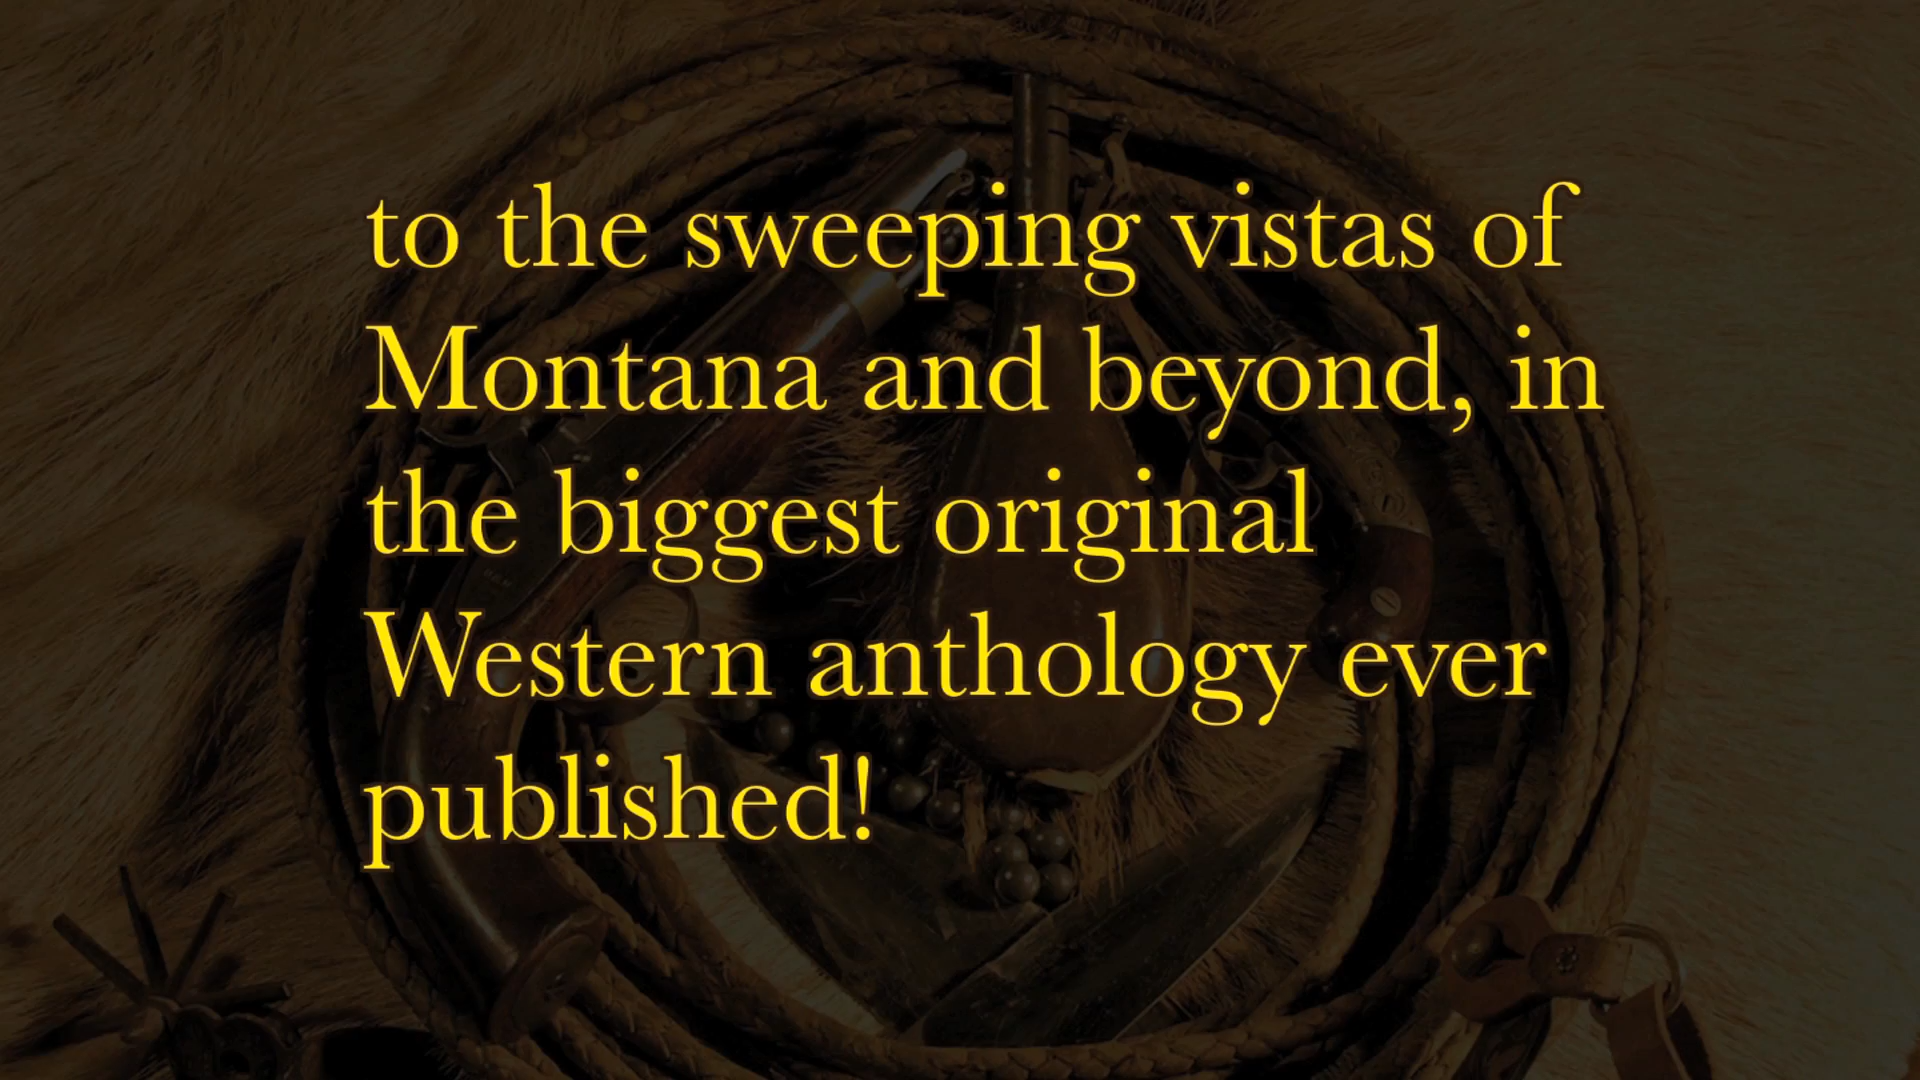 to the sweeping vistas of
Montana and beyond, in
the biggest original
Western anthology ever
published!